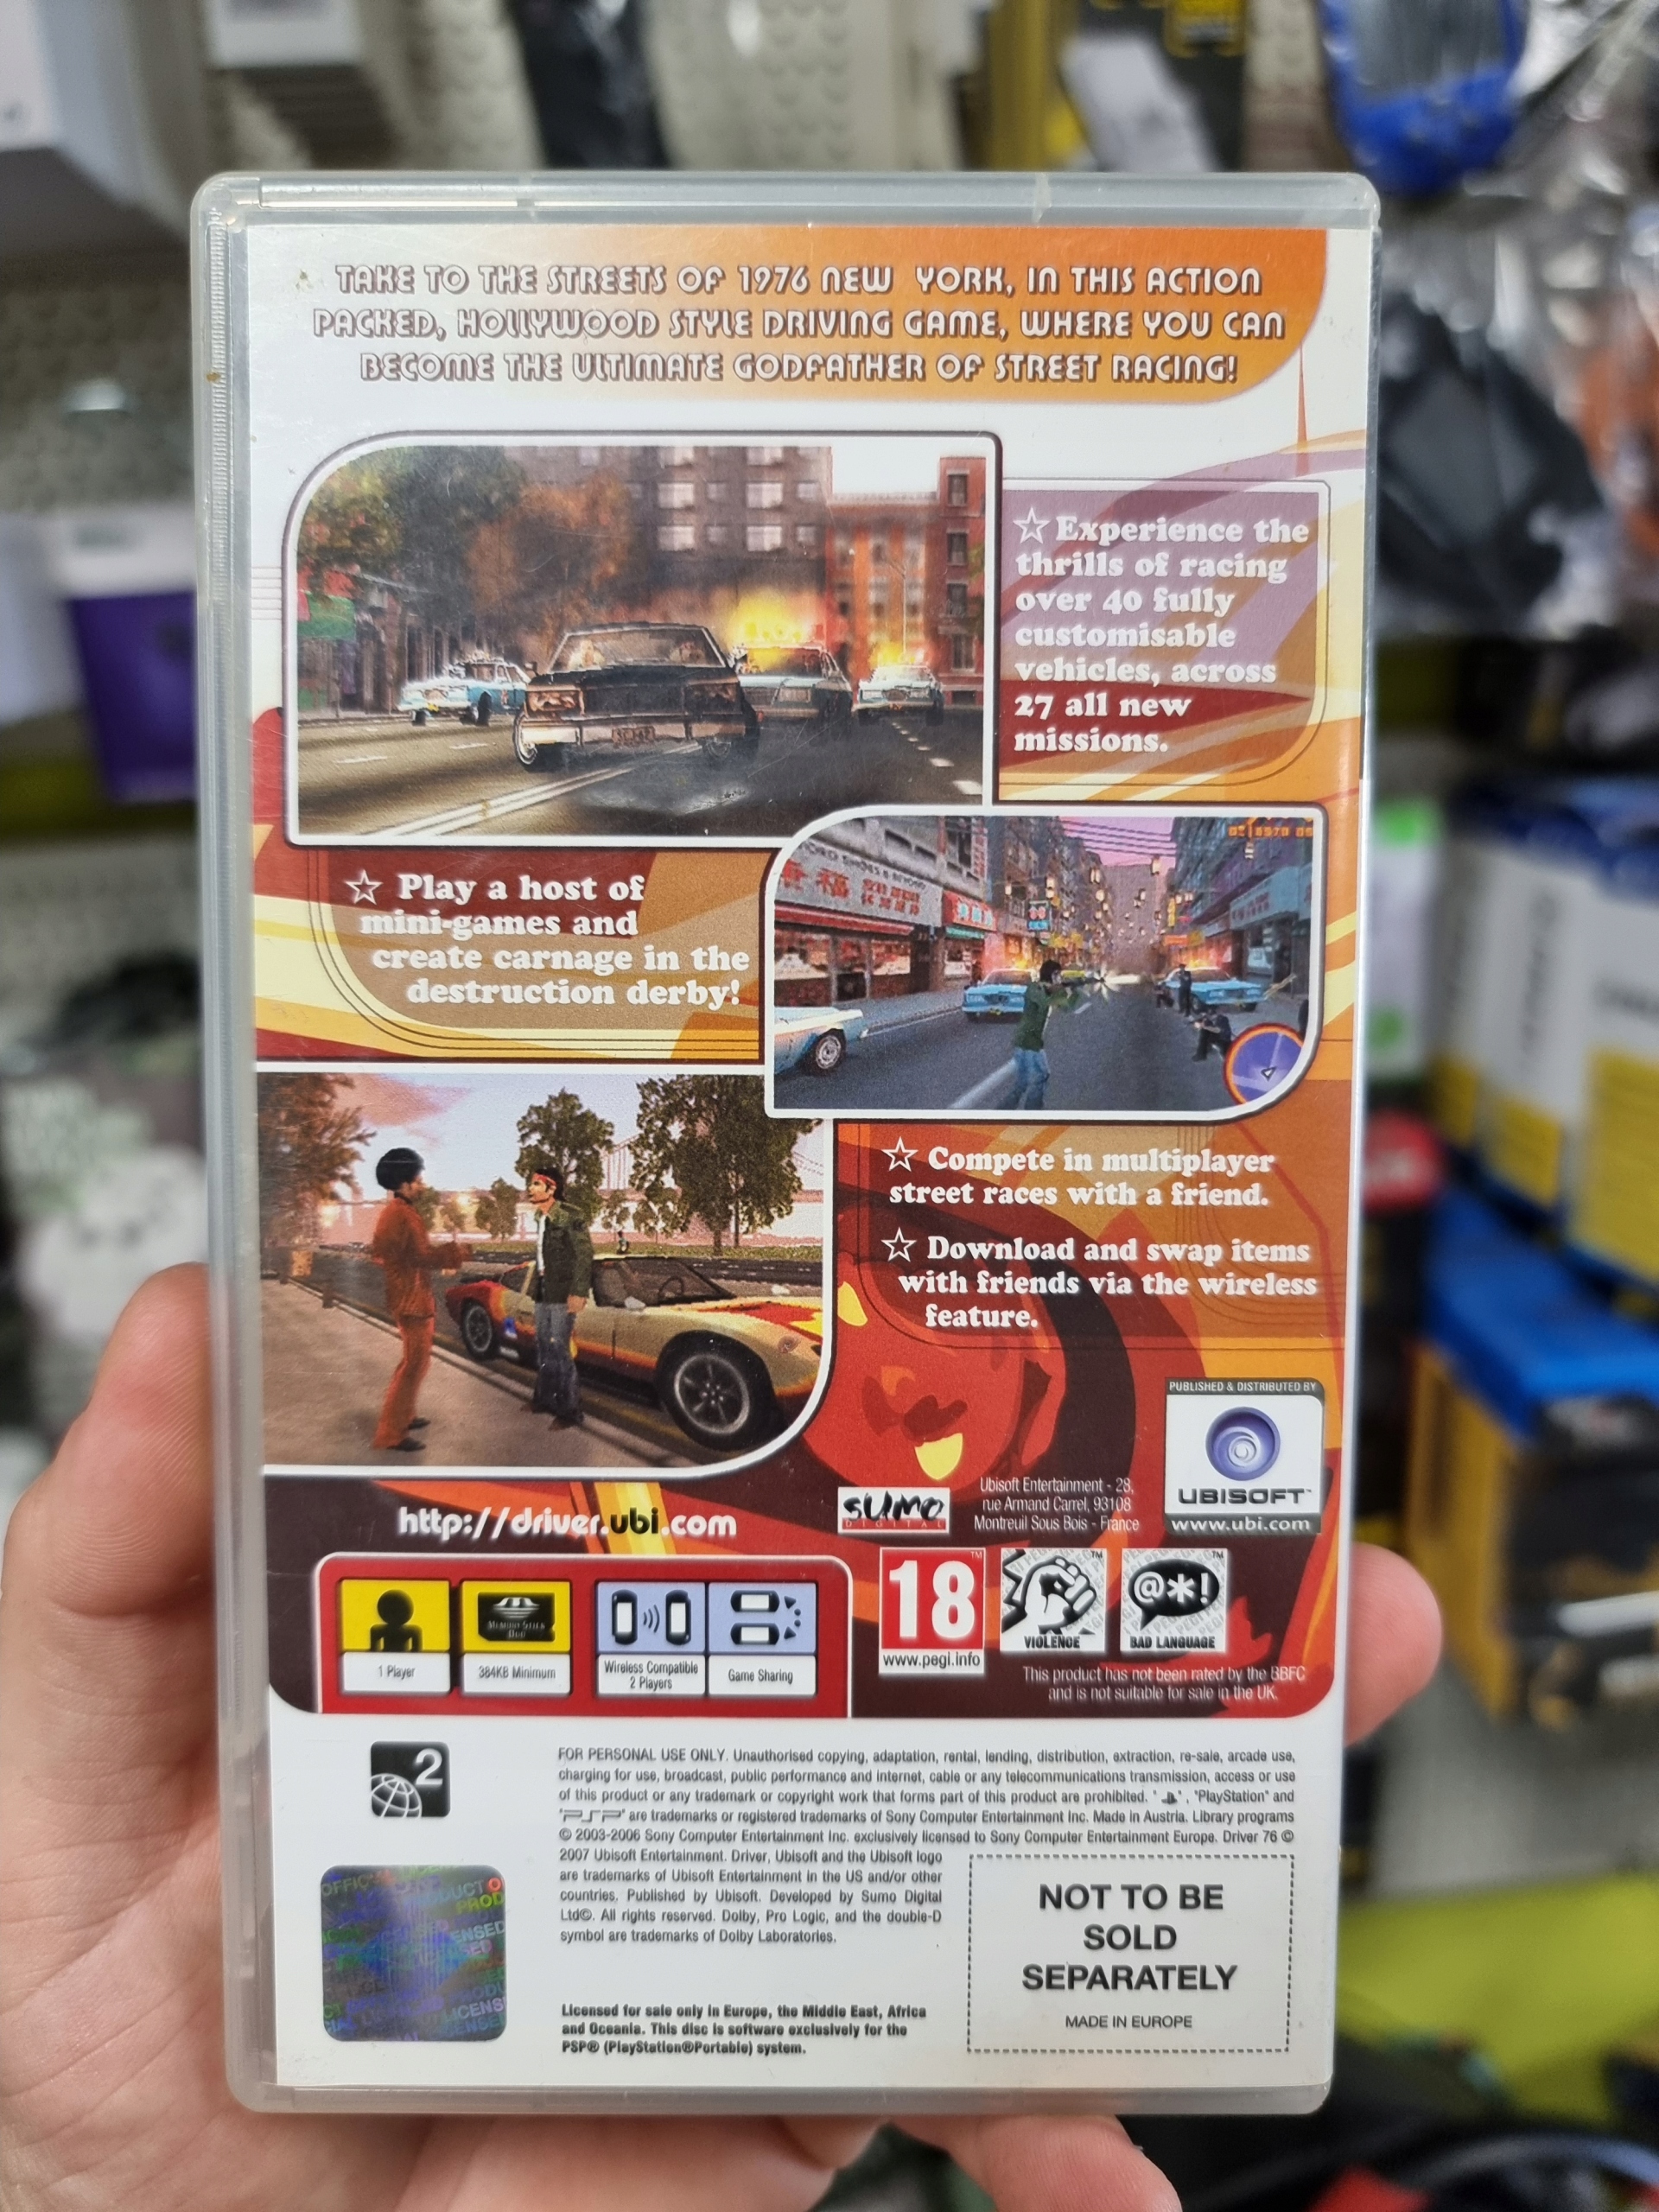 TAKE TO THE STREETS OF 1976 NEW YORK, IN THIS ACTION
PACKED, HOLLYWOOD STYLE DRIVING GAME, WHERE YOU CAN
BECOME THE ULTIMATE GODFATHER OF STREET RACING!
☆ Experience the
thrills of racing
over 40 fully
customisable
vehicles, across
27 all new
missions.
☆ Play a host of
mini-games and
create carnage in the
destruction derby!
☆ Compete in multiplayer
street races with a friend.
☆ Download and swap items
with friends via the wireless
feature.
PUBLISHED & DISTRIBUTED BY
UBISOFT™
www.ubi.com
http://driver.ubi.com
SUMO
DIGITAL
Ubisoft Entertainment - 28,
rue Armand Carrel, 93108
Montreuil Sous Bois - France
MEMORY STICK
DUO
1 Player
384KB Minimum
Wireless Compatible
2 Players
Game Sharing
18™
www.pegi.info
VIOLENCE
@*!
BAD LANGUAGE
This product has not been rated by the BBFC
and is not suitable for sale in the UK.
2
FOR PERSONAL USE ONLY. Unauthorised copying, adaptation, rental, lending, distribution, extraction, re-sale, arcade use,
charging for use, broadcast, public performance and internet, cable or any telecommunications transmission, access or use
of this product or any trademark or copyright work that forms part of this product are prohibited. " ", "PlayStation" and
"PSP" are trademarks or registered trademarks of Sony Computer Entertainment Inc. Made in Austria. Library programs
© 2003-2006 Sony Computer Entertainment Inc. exclusively licensed to Sony Computer Entertainment Europe. Driver 76 ©
2007 Ubisoft Entertainment. Driver, Ubisoft and the Ubisoft logo
are trademarks of Ubisoft Entertainment in the US and/or other
countries. Published by Ubisoft. Developed by Sumo Digital
Ltd©. All rights reserved. Dolby, Pro Logic, and the double-D
symbol are trademarks of Dolby Laboratories.
Licensed for sale only in Europe, the Middle East, Africa
and Oceania. This disc is software exclusively for the
PSP® (PlayStation®Portable) system.
NOT TO BE
SOLD
SEPARATELY
MADE IN EUROPE